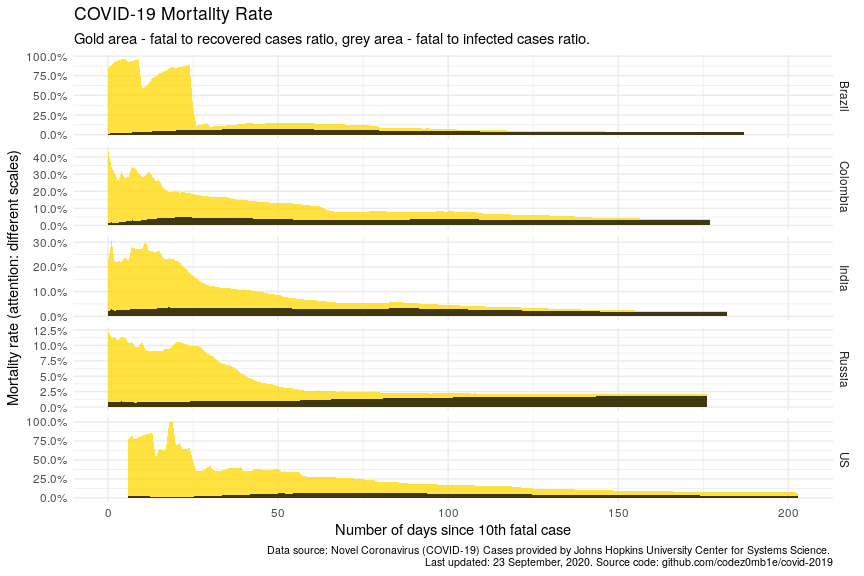 COVID-19 Mortality Rate
Gold area - fatal to recovered cases ratio, grey area - fatal to infected cases ratio.
Mortality rate (attention: different scales)
100.0%
75.0%
50.0%
25.0%
0.0%
Brazil
40.0%
30.0%
20.0%
10.0%
0.0%
Colombia
30.0%
20.0%
10.0%
0.0%
India
12.5%
10.0%
7.5%
5.0%
2.5%
0.0%
Russia
100.0%
75.0%
50.0%
25.0%
0.0%
US
0 50 100 150 200
Number of days since 10th fatal case
Data source: Novel Coronavirus (COVID-19) Cases provided by Johns Hopkins University Center for Systems Science.
Last updated: 23 September, 2020. Source code: github.com/codez0mb1e/covid-2019